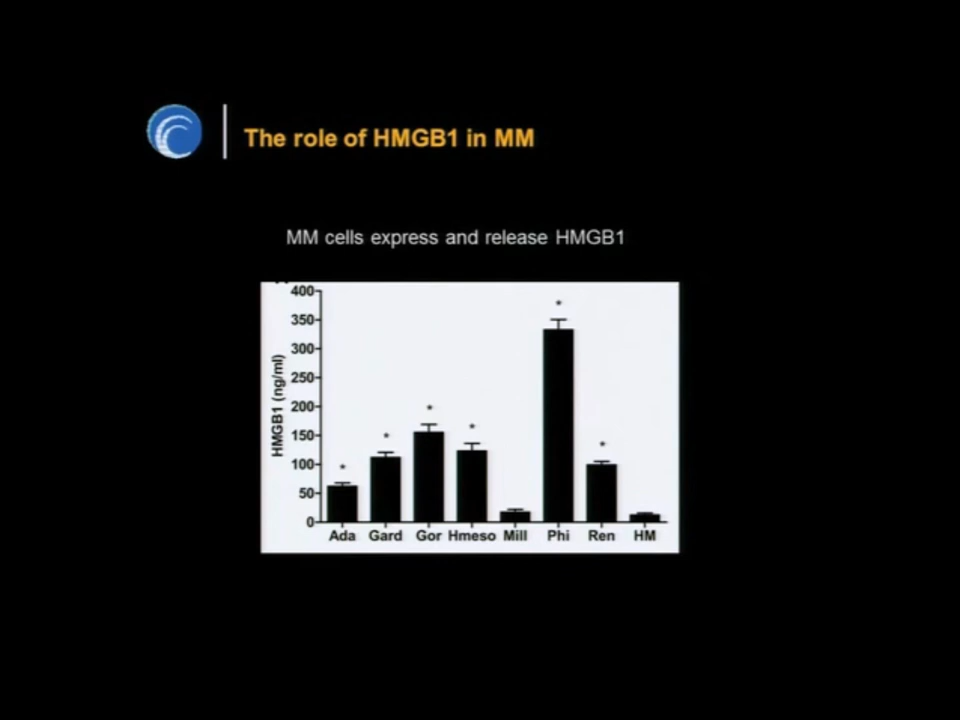 The role of HMGB1 in MM
MM cells express and release HMGB1
HMGB1 (ng/ml)
400
350
300
250
200
150
100
50
0
* * * * * *
Ada Gard Gor Hmeso Mill Phi Ren HM